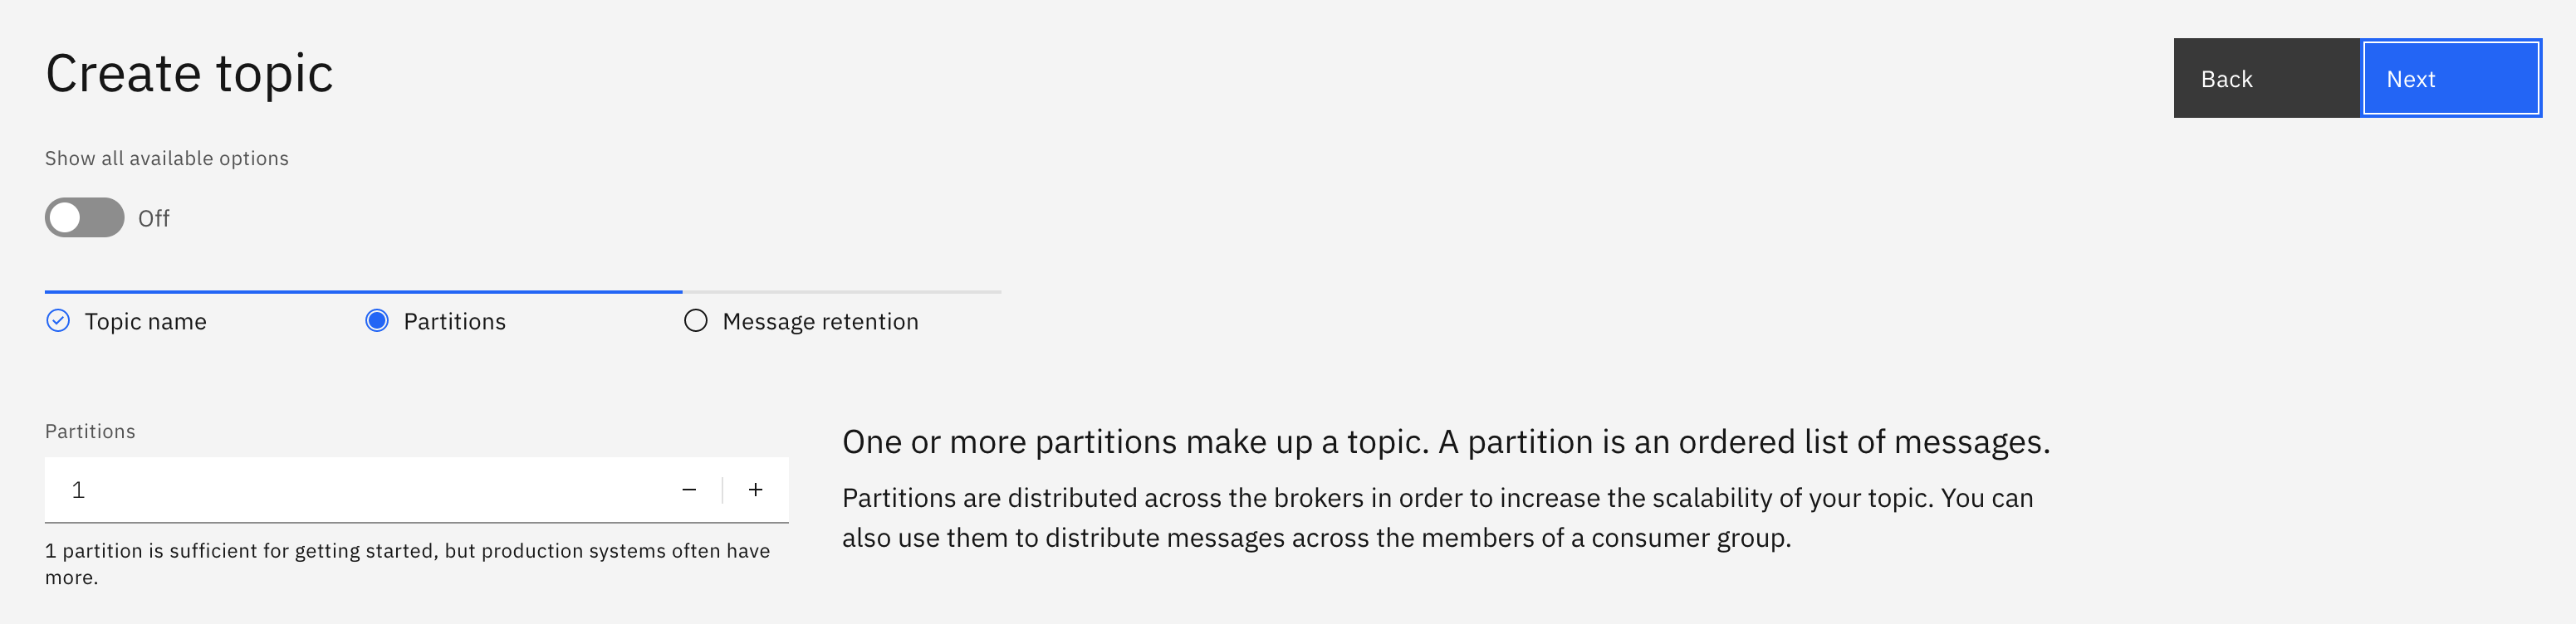 Create topic
Back
Next
Show all available options
Off
Topic name
Partitions
Message retention
Partitions
1
1 partition is sufficient for getting started, but production systems often have
more.
One or more partitions make up a topic. A partition is an ordered list of messages.
Partitions are distributed across the brokers in order to increase the scalability of your topic. You can
also use them to distribute messages across the members of a consumer group.